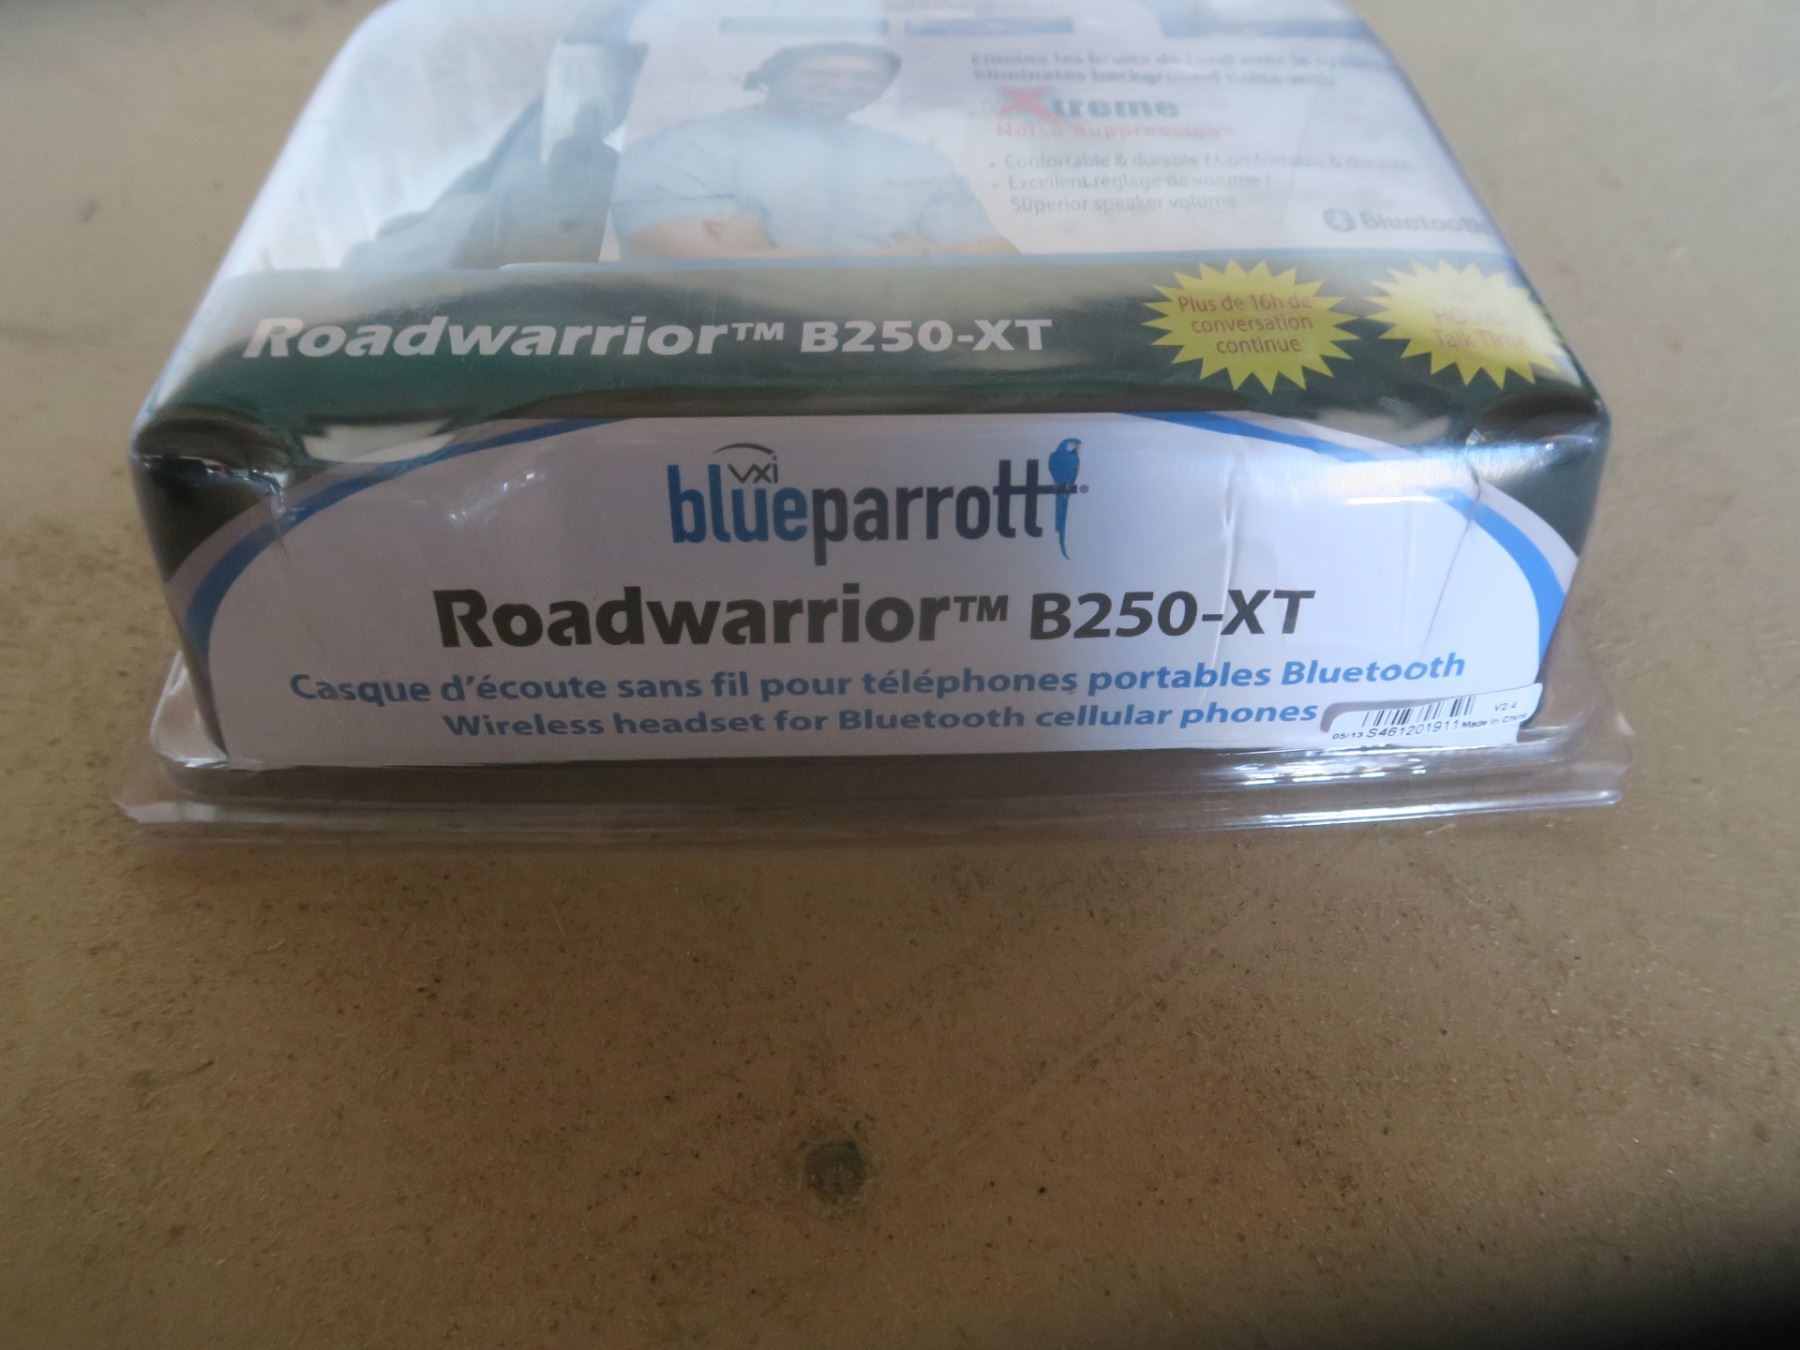 Elimine les bruits de fond avec le système
Eliminates background noise with
Xtreme
Noise Suppression
• Confortable & durable / Comfortable & durable
• Excellent réglage de volume /
Superior speaker volume
Bluetooth
Roadwarrior™ B250-XT
Plus de 16h de
conversation
continue
HOURS
Talk Time
vxi
blueparrott®
Roadwarrior™ B250-XT
Casque d'écoute sans fil pour téléphones portables Bluetooth
Wireless headset for Bluetooth cellular phones
V2.4
05/13 S461201911 Made in China